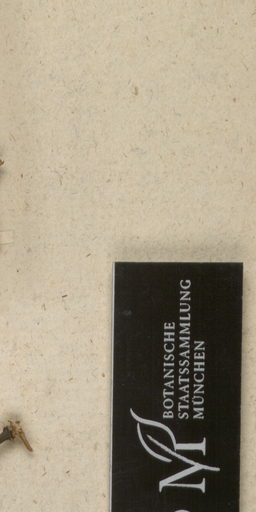 BOTANISCHE
STAATSSAMMLUNG
MÜNCHEN
M